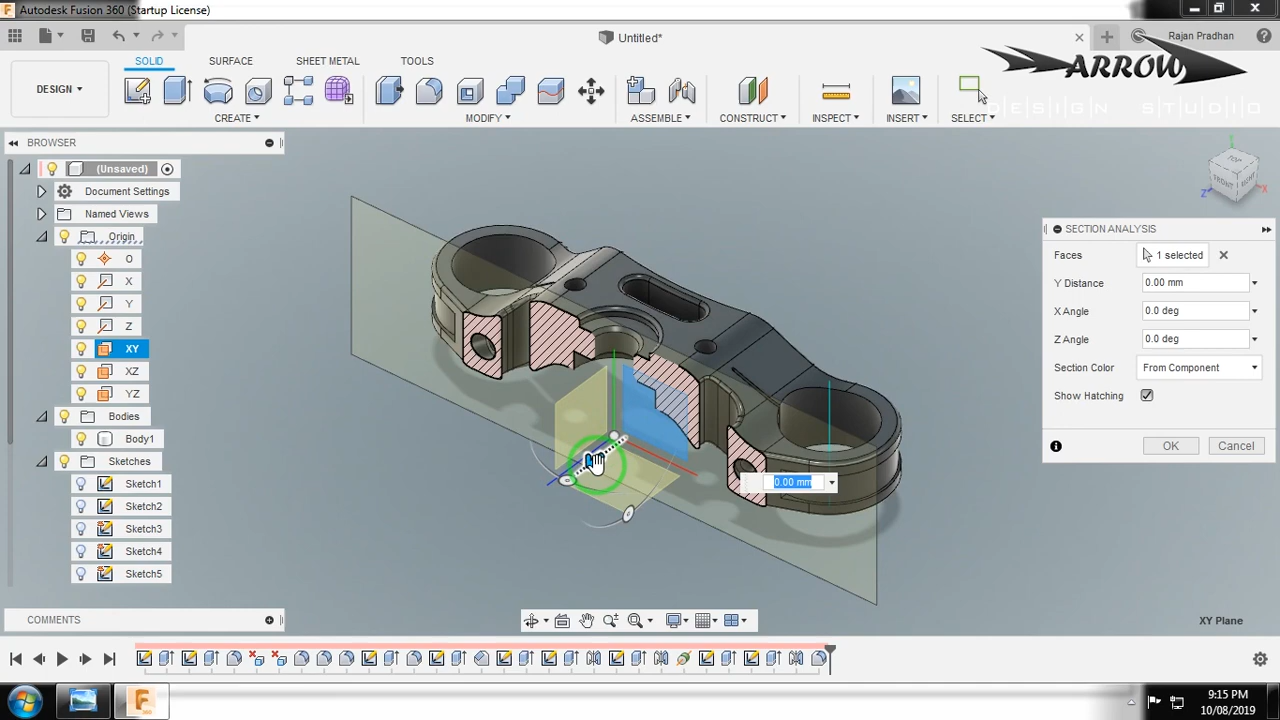 Autodesk Fusion 360 (Startup License)
Untitled*
Rajan Pradhan
ARROW
DESIGN STUDIO
SOLID
SURFACE
SHEET METAL
TOOLS
DESIGN
CREATE
MODIFY
ASSEMBLE
CONSTRUCT
INSPECT
INSERT
SELECT
BROWSER
(Unsaved)
Document Settings
Named Views
Origin
O
X
Y
Z
XY
XZ
YZ
Bodies
Body1
Sketches
Sketch1
Sketch2
Sketch3
Sketch4
Sketch5
COMMENTS
0.00 mm
TOP
FRONT
RIGHT
Y
Z
X
SECTION ANALYSIS
Faces 1 selected
Y Distance 0.00 mm
X Angle 0.0 deg
Z Angle 0.0 deg
Section Color From Component
Show Hatching
OK Cancel
XY Plane
9:15 PM
10/08/2019